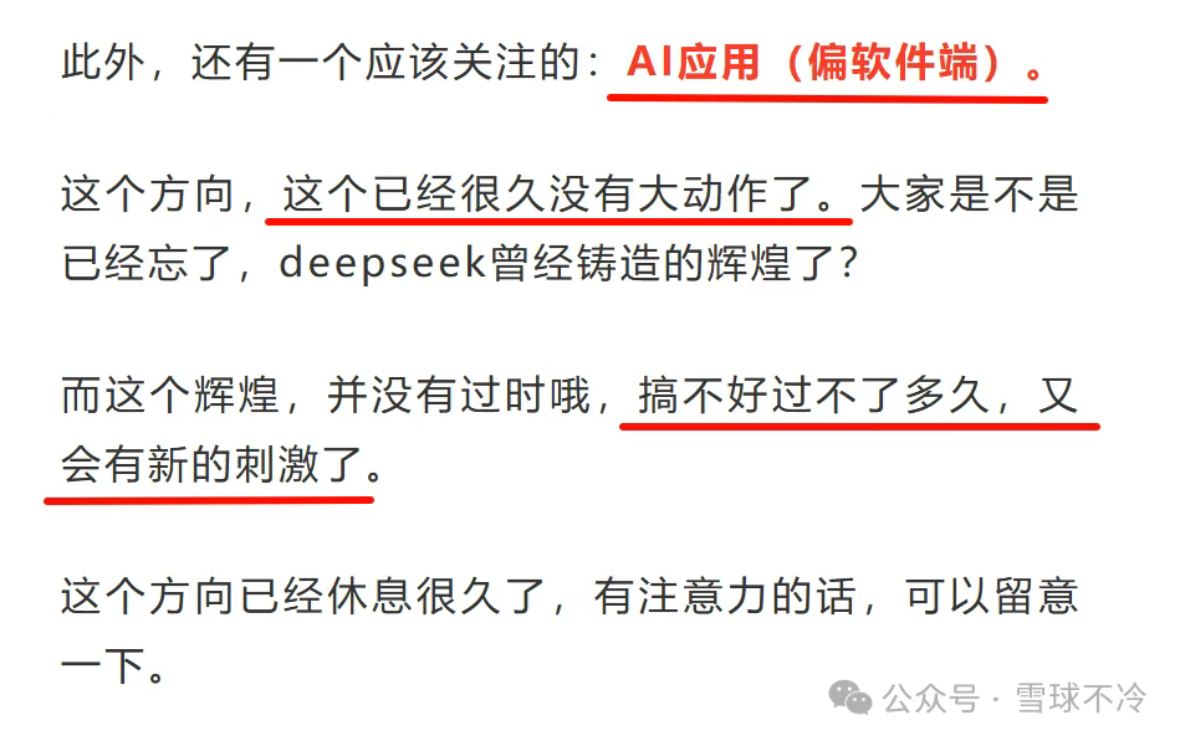 此外，还有一个应该关注的：AI应用（偏软件端）。
这个方向，这个已经很久没有大动作了。大家是不是
已经忘了，deepseek曾经铸造的辉煌了？
而这个辉煌，并没有过时哦，搞不好过不了多久，又
会有新的刺激了。
这个方向已经休息很久了，有注意力的话，可以留意
一下。
公众号·雪球不冷